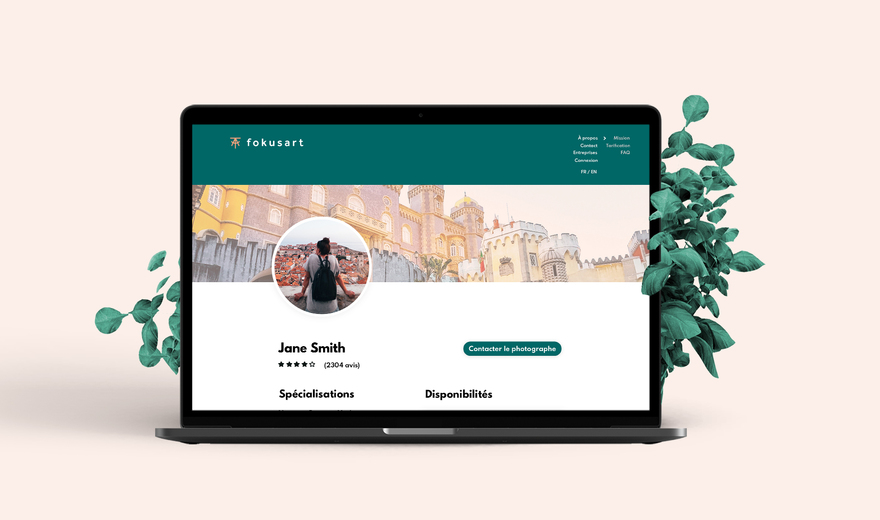 fokusart
À propos > Mission
Contact Tarification
Entreprises FAQ
Connexion
FR / EN
Jane Smith
Contacter le photographe
(2304 avis)
Spécialisations Disponibilités